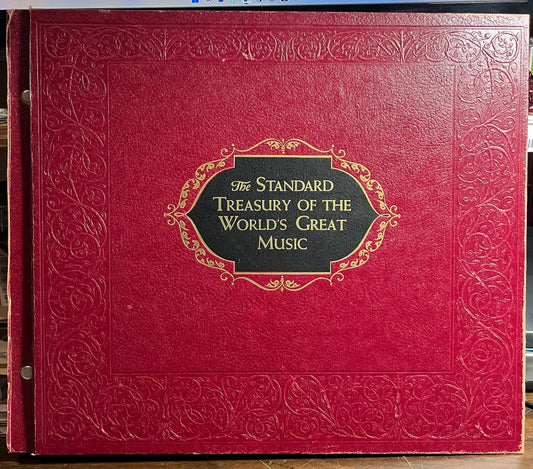 The STANDARD
TREASURY OF THE
WORLD'S GREAT
MUSIC